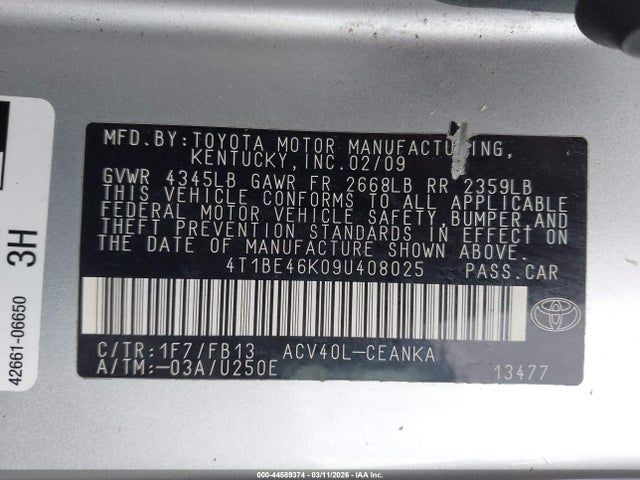 MFD.BY:TOYOTA MOTOR MANUFACTURING,
KENTUCKY,INC.02/09
GVWR 4345LB GAWR FR 2668LB RR 2359LB
THIS VEHICLE CONFORMS TO ALL APPLICABLE
FEDERAL MOTOR VEHICLE SAFETY,BUMPER AND
THEFT PREVENTION STANDARDS IN EFFECT ON
THE DATE OF MANUFACTURE SHOWN ABOVE.
4T1BE46K09U408025 PASS.CAR
C/TR:1F7/FB13 ACV40L-CEANKA
A/TM:-03A/U250E
13477
TOYOTA
42661-06650
3H
000-44589374 - 03/11/2026 - 05477